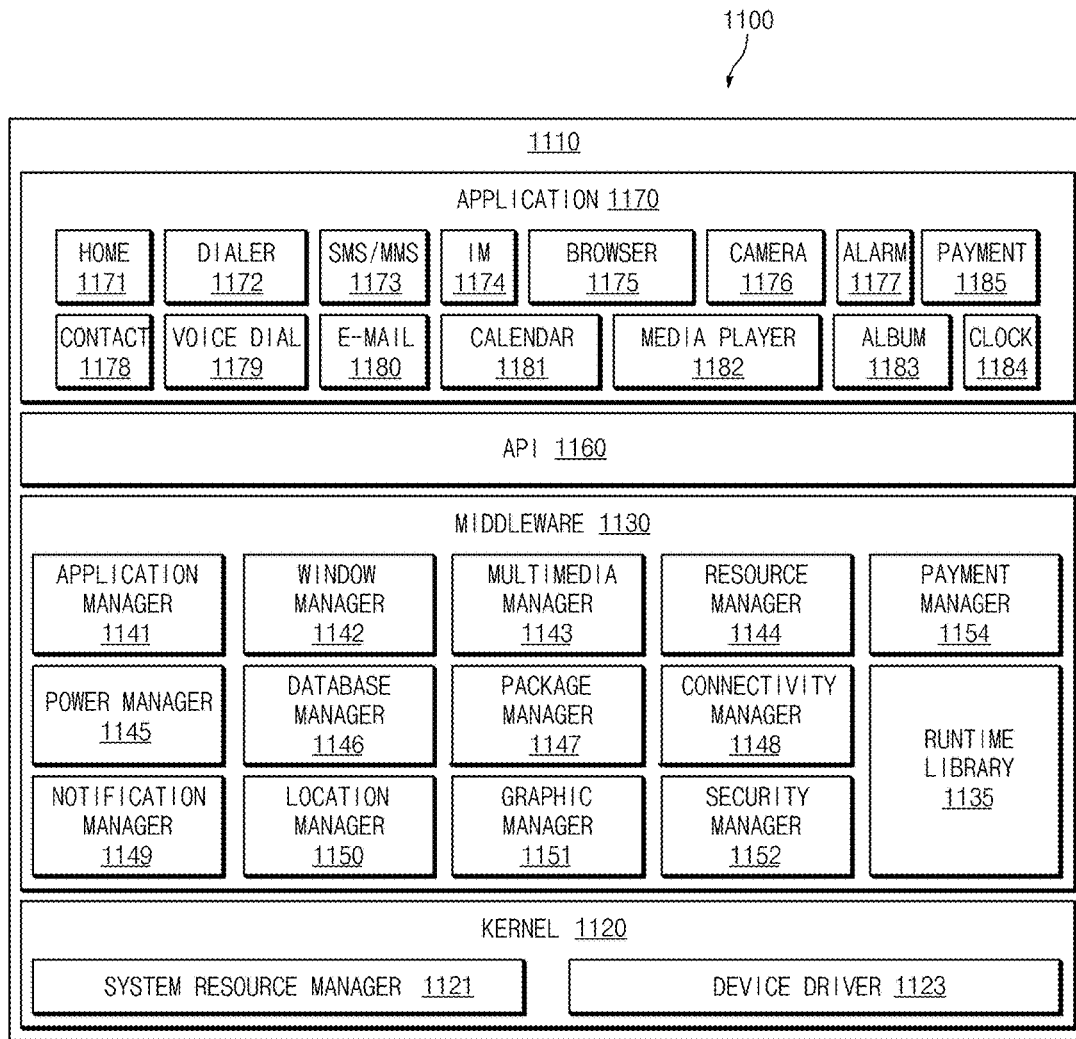 1100
1110
APPLICATION 1170
HOME
1171
DIALER
1172
SMS/MMS
1173
IM
1174
BROWSER
1175
CAMERA
1176
ALARM
1177
PAYMENT
1185
CONTACT
1178
VOICE DIAL
1179
E-MAIL
1180
CALENDAR
1181
MEDIA PLAYER
1182
ALBUM
1183
CLOCK
1184
API 1160
MIDDLEWARE 1130
APPLICATION
MANAGER
1141
WINDOW
MANAGER
1142
MULTIMEDIA
MANAGER
1143
RESOURCE
MANAGER
1144
PAYMENT
MANAGER
1154
POWER MANAGER
1145
DATABASE
MANAGER
1146
PACKAGE
MANAGER
1147
CONNECTIVITY
MANAGER
1148
RUNTIME
LIBRARY
1135
NOTIFICATION
MANAGER
1149
LOCATION
MANAGER
1150
GRAPHIC
MANAGER
1151
SECURITY
MANAGER
1152
KERNEL 1120
SYSTEM RESOURCE MANAGER 1121
DEVICE DRIVER 1123